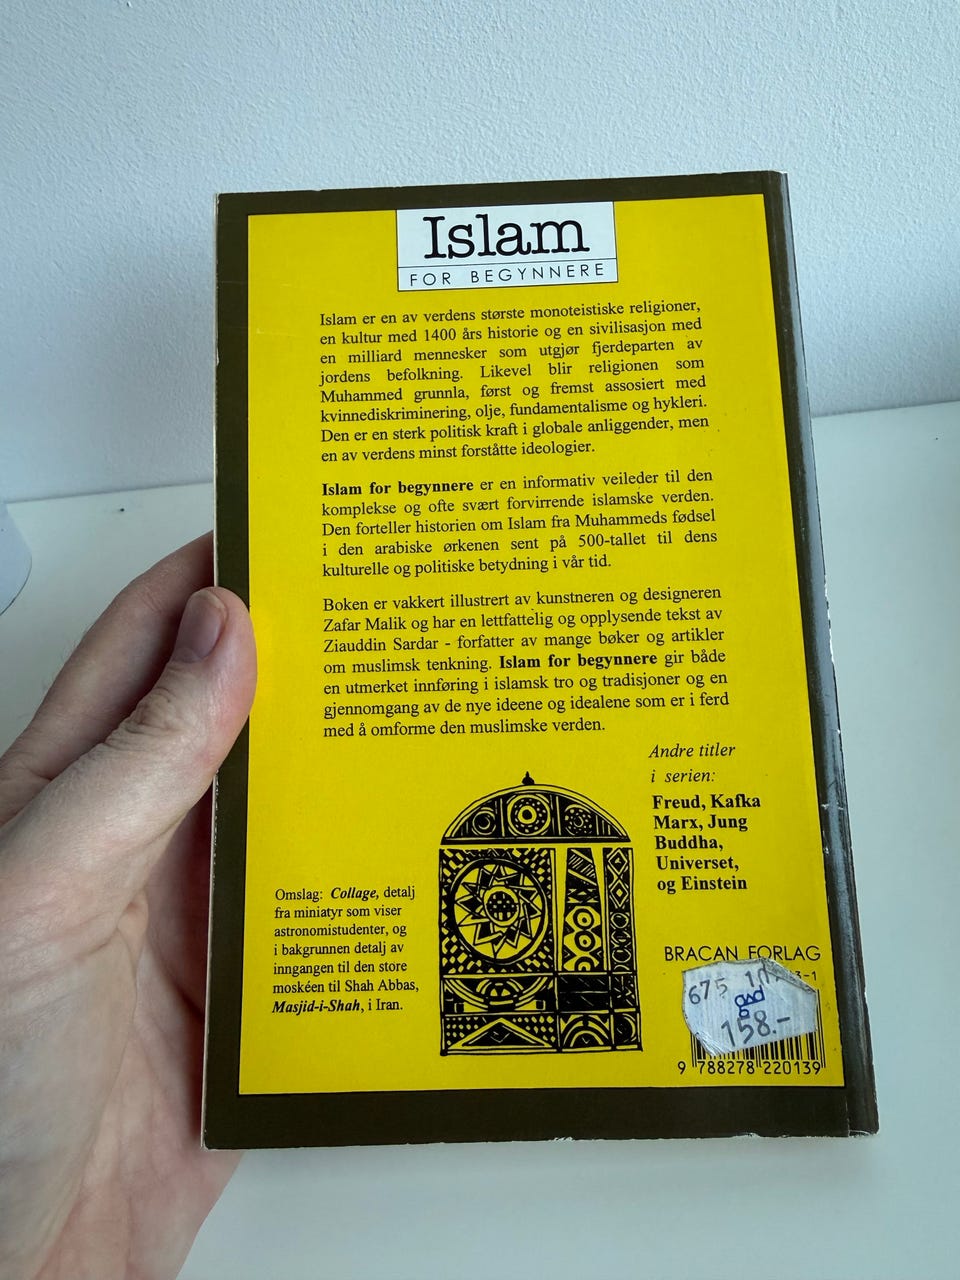 Islam
FOR BEGYNNERE
Islam er en av verdens største monoteistiske religioner,
en kultur med 1400 års historie og en sivilisasjon med
en milliard mennesker som utgjør fjerdeparten av
jordens befolkning. Likevel blir religionen som
Muhammed grunnla, først og fremst assosiert med
kvinnediskriminering, olje, fundamentalisme og hykleri.
Den er en sterk politisk kraft i globale anliggender, men
en av verdens minst forståtte ideologier.
Islam for begynnere er en informativ veileder til den
komplekse og ofte svært forvirrende islamske verden.
Den forteller historien om Islam fra Muhammeds fødsel
i den arabiske ørkenen sent på 500-tallet til dens
kulturelle og politiske betydning i vår tid.
Boken er vakkert illustrert av kunstneren og designeren
Zafar Malik og har en lettfattelig og opplysende tekst av
Ziauddin Sardar - forfatter av mange bøker og artikler
om muslimsk tenkning. Islam for begynnere gir både
en utmerket innføring i islamsk tro og tradisjoner og en
gjennomgang av de nye ideene og idealene som er i ferd
med å omforme den muslimske verden.
Andre titler
i serien:
Freud, Kafka
Marx, Jung
Buddha,
Universet,
og Einstein
Omslag: Collage, detalj
fra miniatyr som viser
astronomistudenter, og
i bakgrunnen detalj av
inngangen til den store
moskéen til Shah Abbas,
Masjid-i-Shah, i Iran.
BRACAN FORLAG
3-1
675
158.-
9 788278 220139